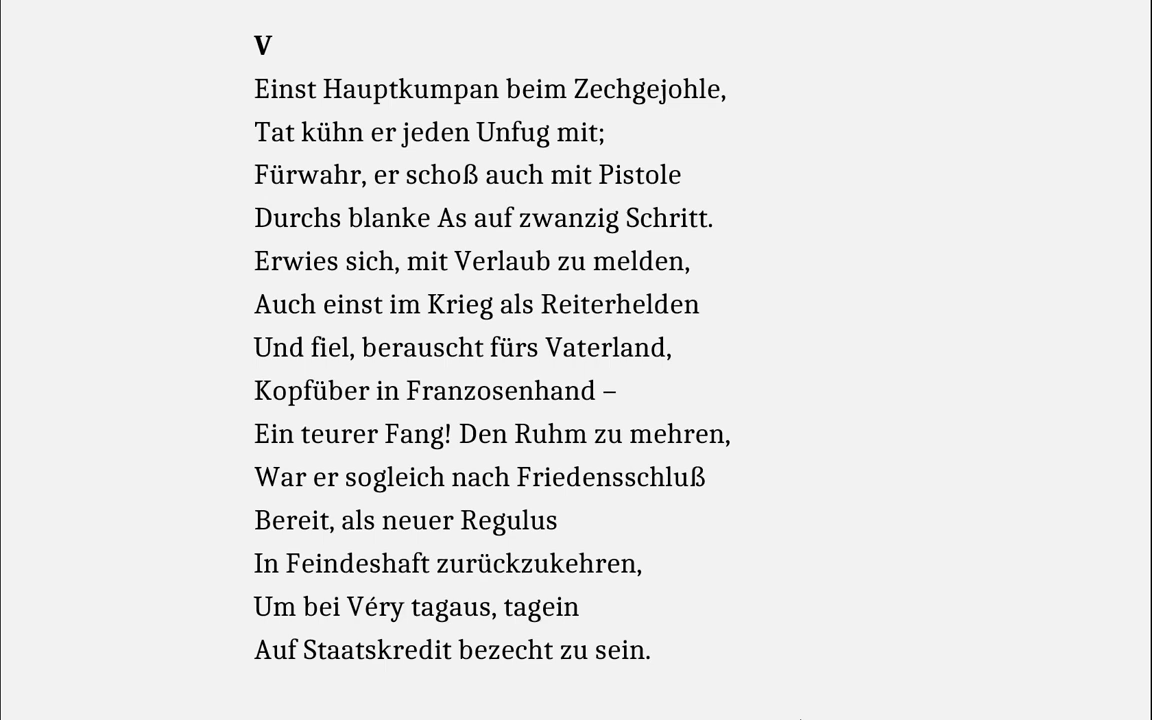 V
Einst Hauptkumpan beim Zechgejohle,
Tat kühn er jeden Unfug mit;
Fürwahr, er schoß auch mit Pistole
Durchs blanke As auf zwanzig Schritt.
Erwies sich, mit Verlaub zu melden,
Auch einst im Krieg als Reiterhelden
Und fiel, berauscht fürs Vaterland,
Kopfüber in Franzosenhand –
Ein teurer Fang! Den Ruhm zu mehren,
War er sogleich nach Friedensschluß
Bereit, als neuer Regulus
In Feindeshaft zurückzukehren,
Um bei Véry tagaus, tagein
Auf Staatskredit bezecht zu sein.